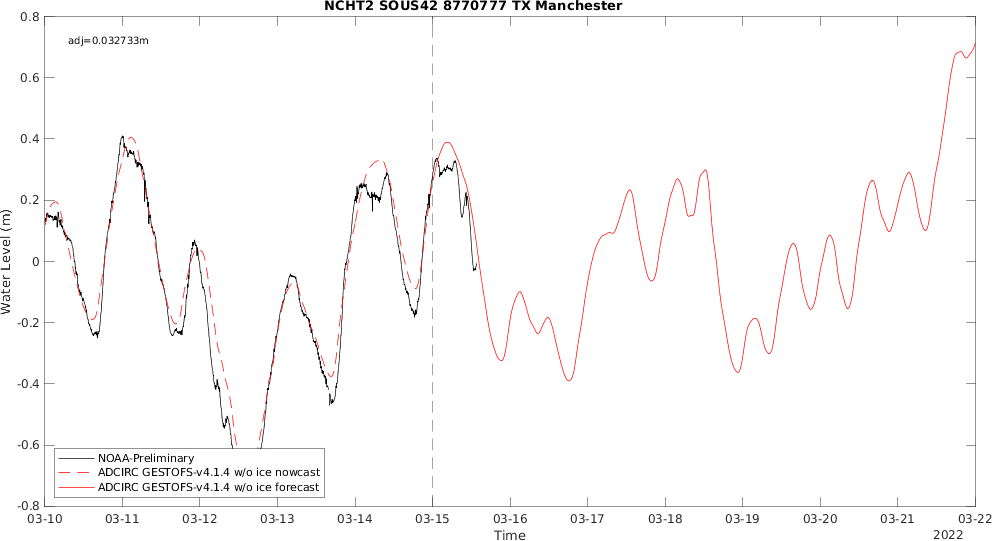 NCHT2 SOUS42 8770777 TX Manchester
adj=0.032733m
Water Level (m)
0.8
0.6
0.4
0.2
0
-0.2
-0.4
-0.6
-0.8
NOAA-Preliminary
ADCIRC GESTOFS-v4.1.4 w/o ice nowcast
ADCIRC GESTOFS-v4.1.4 w/o ice forecast
03-10 03-11 03-12 03-13 03-14 03-15 03-16 03-17 03-18 03-19 03-20 03-21 03-22
Time
2022